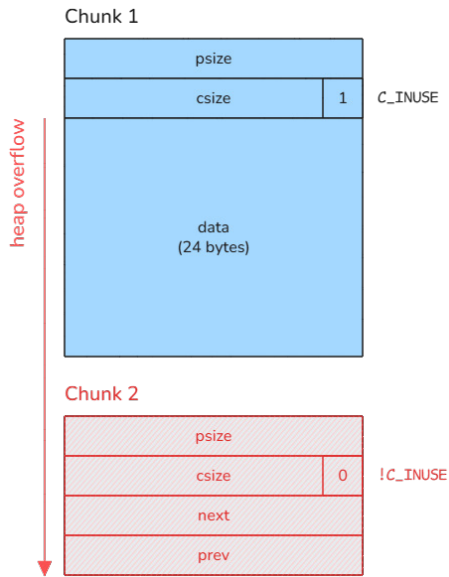 Chunk 1
psize
csize
1
C_INUSE
heap overflow
data
(24 bytes)
Chunk 2
psize
csize
0
!C_INUSE
next
prev